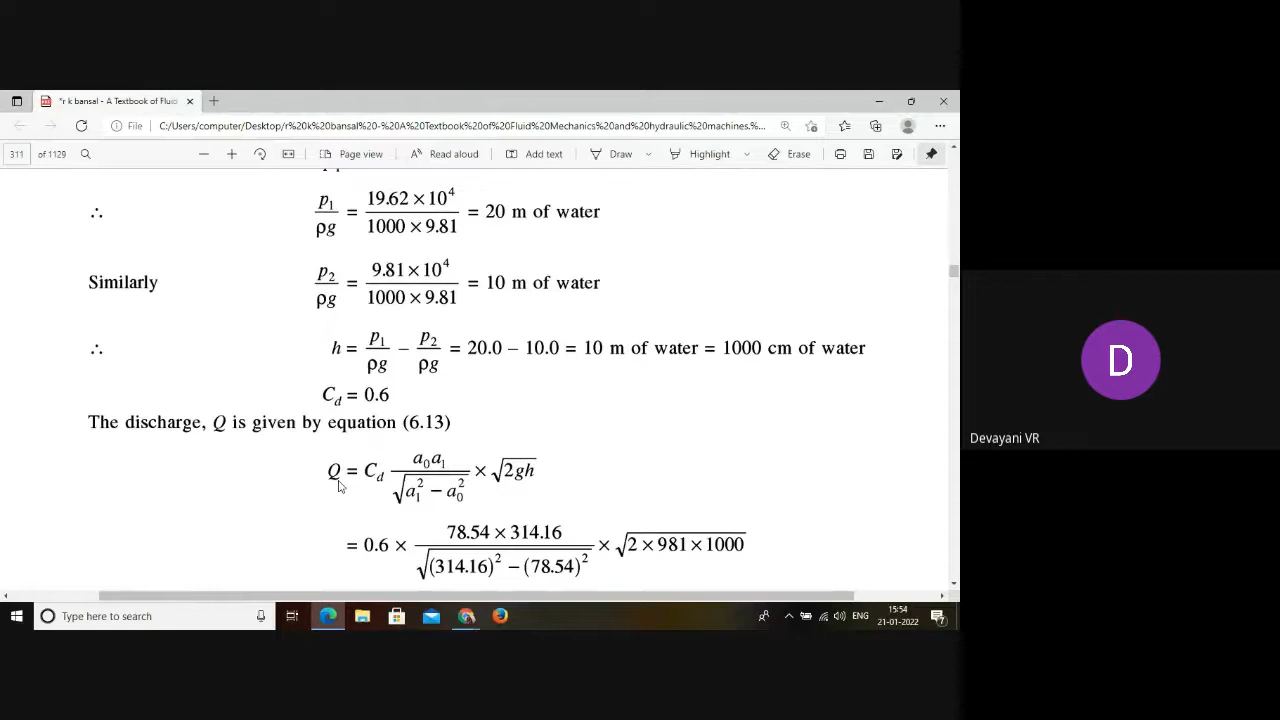 *r k bansal - A Textbook of Fluid
File C:/Users/computer/Desktop/r%20k%20bansal%20-%20A%20Textbook%20of%20Fluid%20Mechanics%20and%20hydraulic%20machines.%...
311 of 1129 Page view Read aloud Add text Draw Highlight Erase
∴ p₁/ρg = 19.62 × 10⁴/1000 × 9.81 = 20 m of water
Similarly p₂/ρg = 9.81 × 10⁴/1000 × 9.81 = 10 m of water
∴ h = p₁/ρg − p₂/ρg = 20.0 – 10.0 = 10 m of water = 1000 cm of water
C_d = 0.6
The discharge, Q is given by equation (6.13)
Q = C_d a₀a₁/√(a₁² − a₀²) × √2gh
= 0.6 × 78.54 × 314.16/√((314.16)² − (78.54)²) × √2 × 981 × 1000
D
Devayani VR
Type here to search
ENG
15:54
21-01-2022